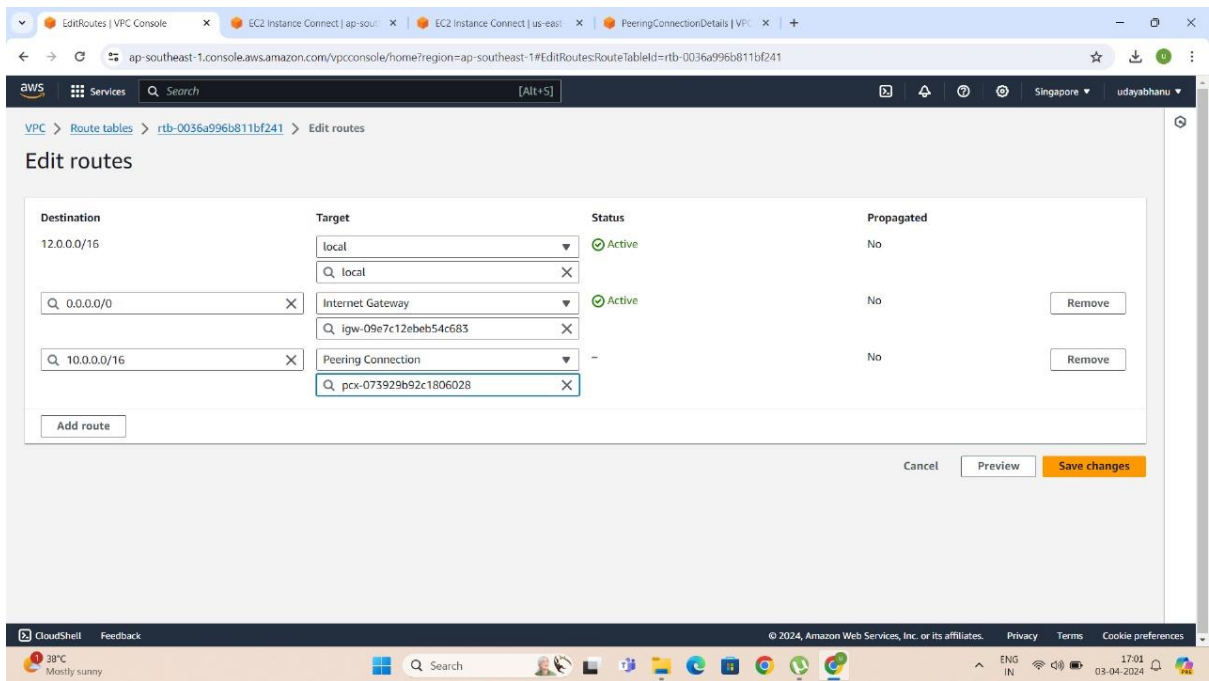 EditRoutes | VPC Console
EC2 Instance Connect | ap-sout
EC2 Instance Connect | us-east
PeeringConnectionDetails | VPC
ap-southeast-1.console.aws.amazon.com/vpcconsole/home?region=ap-southeast-1#EditRoutes:RouteTableId=rtb-0036a996b811bf241
aws Services Search [Alt+S] Singapore udayabhanu
VPC > Route tables > rtb-0036a996b811bf241 > Edit routes
Edit routes
Destination Target Status Propagated
12.0.0.0/16 local Active No
local
0.0.0.0/0 Internet Gateway Active No Remove
igw-09e7c12ebeb54c683
10.0.0.0/16 Peering Connection – No Remove
pcx-073929b92c1806028
Add route
Cancel Preview Save changes
CloudShell Feedback © 2024, Amazon Web Services, Inc. or its affiliates. Privacy Terms Cookie preferences
1 38°C Search ENG 17:01
Mostly sunny IN 03-04-2024